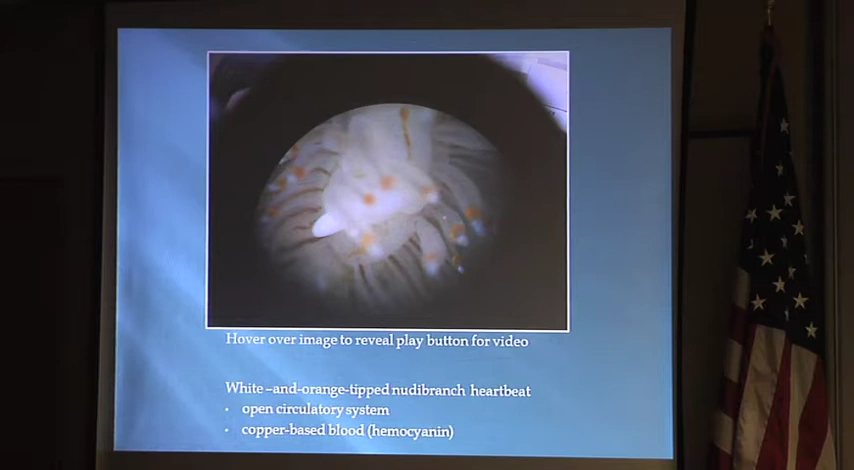 Hover over image to reveal play button for video
White –and-orange-tipped nudibranch heartbeat
• open circulatory system
• copper-based blood (hemocyanin)